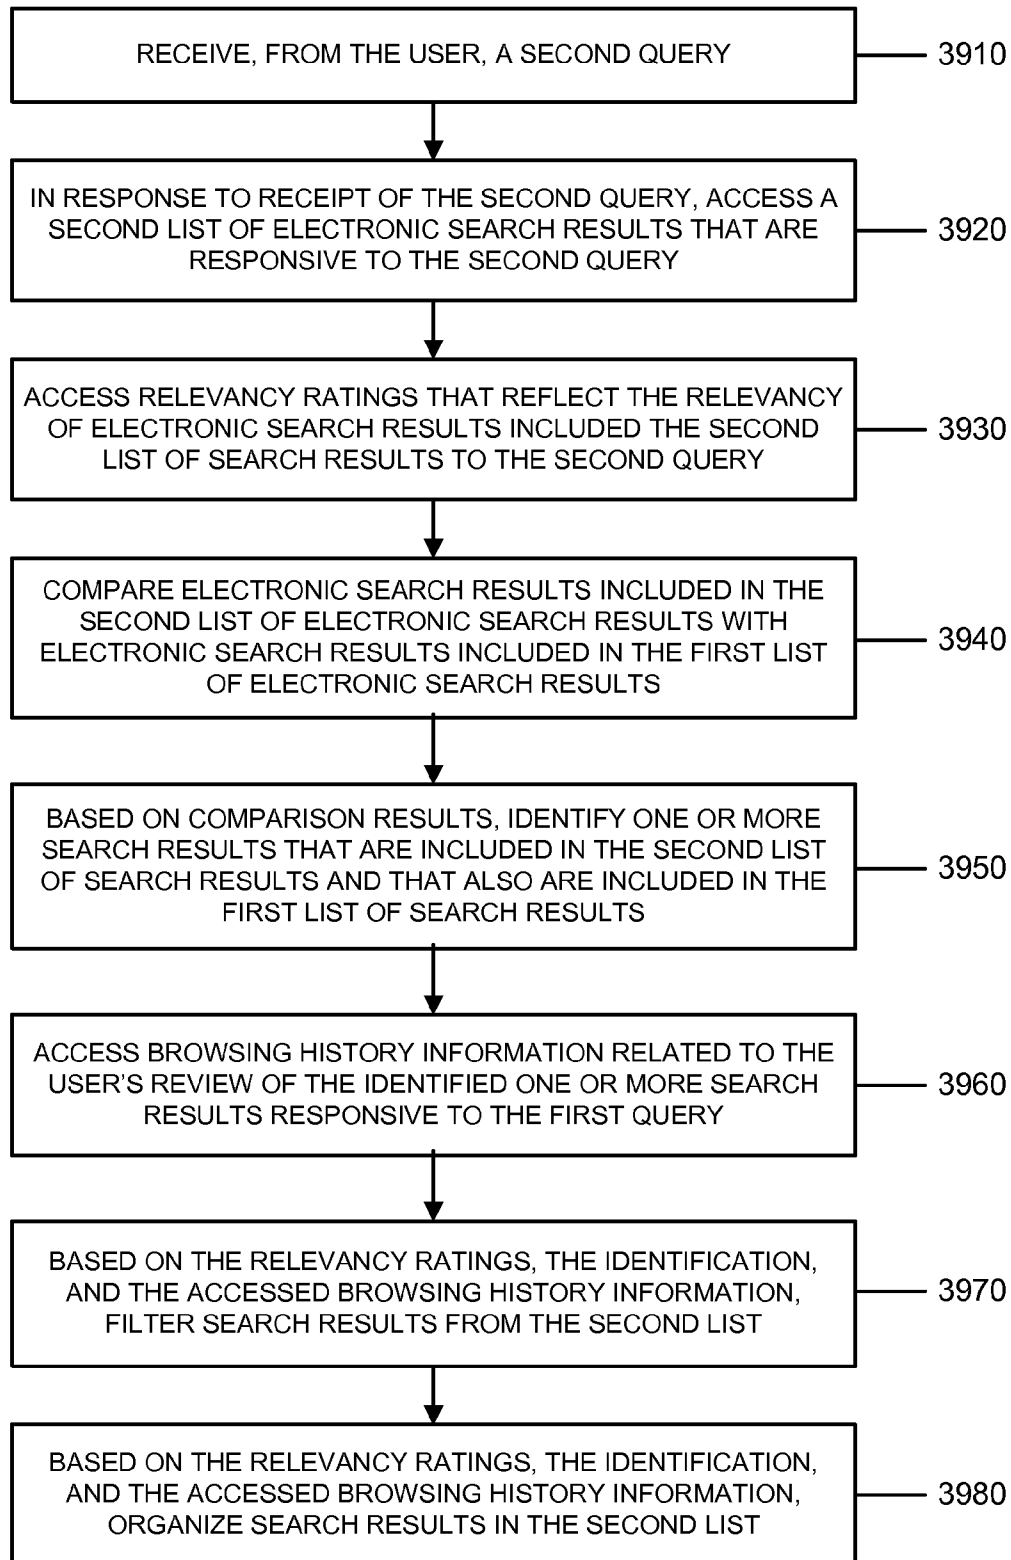 RECEIVE, FROM THE USER, A SECOND QUERY
3910
IN RESPONSE TO RECEIPT OF THE SECOND QUERY, ACCESS A
SECOND LIST OF ELECTRONIC SEARCH RESULTS THAT ARE
RESPONSIVE TO THE SECOND QUERY
3920
ACCESS RELEVANCY RATINGS THAT REFLECT THE RELEVANCY
OF ELECTRONIC SEARCH RESULTS INCLUDED THE SECOND
LIST OF SEARCH RESULTS TO THE SECOND QUERY
3930
COMPARE ELECTRONIC SEARCH RESULTS INCLUDED IN THE
SECOND LIST OF ELECTRONIC SEARCH RESULTS WITH
ELECTRONIC SEARCH RESULTS INCLUDED IN THE FIRST LIST
OF ELECTRONIC SEARCH RESULTS
3940
BASED ON COMPARISON RESULTS, IDENTIFY ONE OR MORE
SEARCH RESULTS THAT ARE INCLUDED IN THE SECOND LIST
OF SEARCH RESULTS AND THAT ALSO ARE INCLUDED IN THE
FIRST LIST OF SEARCH RESULTS
3950
ACCESS BROWSING HISTORY INFORMATION RELATED TO THE
USER'S REVIEW OF THE IDENTIFIED ONE OR MORE SEARCH
RESULTS RESPONSIVE TO THE FIRST QUERY
3960
BASED ON THE RELEVANCY RATINGS, THE IDENTIFICATION,
AND THE ACCESSED BROWSING HISTORY INFORMATION,
FILTER SEARCH RESULTS FROM THE SECOND LIST
3970
BASED ON THE RELEVANCY RATINGS, THE IDENTIFICATION,
AND THE ACCESSED BROWSING HISTORY INFORMATION,
ORGANIZE SEARCH RESULTS IN THE SECOND LIST
3980